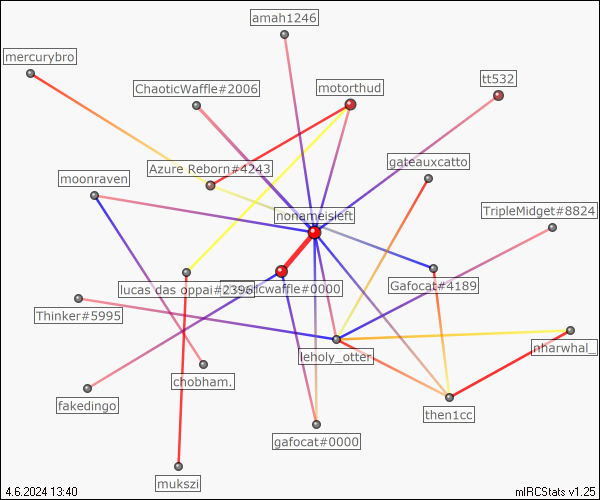 amah1246
mercurybro
ChaoticWaffle#2006
motorthud
tt532
Azure Reborn#4243
gateauxcatto
moonraven
nonameisleft
TripleMidget#8824
lucas das oppai#2396
waffle#0000
Gafocat#4189
Thinker#5995
leholy_otter
nharwhal_
chobham.
fakedingo
then1cc
gafocat#0000
mukszi
4.6.2024 13:40
mIRCStats v1.25